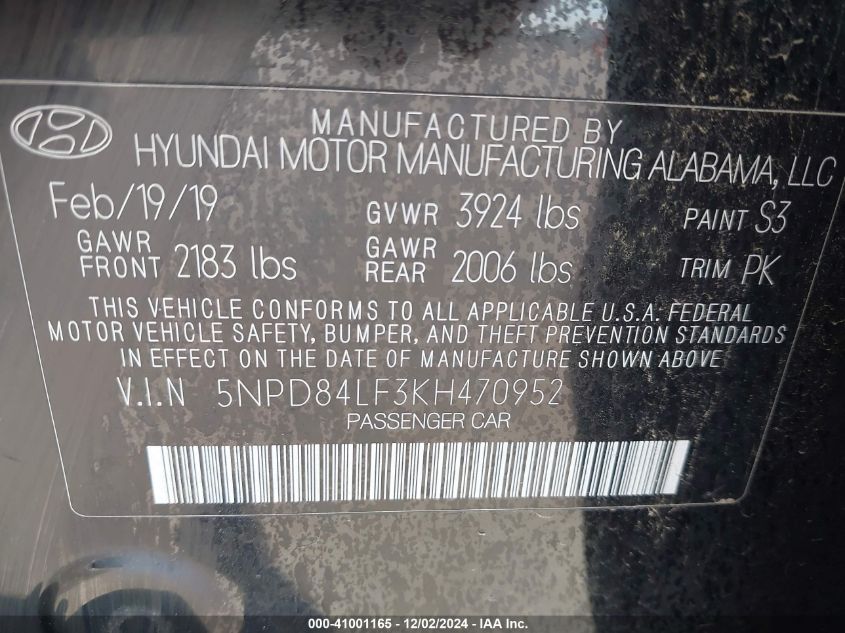 MANUFACTURED BY
HYUNDAI MOTOR MANUFACTURING ALABAMA, LLC
Feb/19/19 GVWR 3924 lbs PAINT S3
GAWR FRONT 2183 lbs GAWR REAR 2006 lbs TRIM PK
THIS VEHICLE CONFORMS TO ALL APPLICABLE U.S.A. FEDERAL
MOTOR VEHICLE SAFETY, BUMPER, AND THEFT PREVENTION STANDARDS
IN EFFECT ON THE DATE OF MANUFACTURE SHOWN ABOVE
V.I.N 5NPD84LF3KH470952
PASSENGER CAR
000-41001165 - 12/02/2024 - IAA Inc.